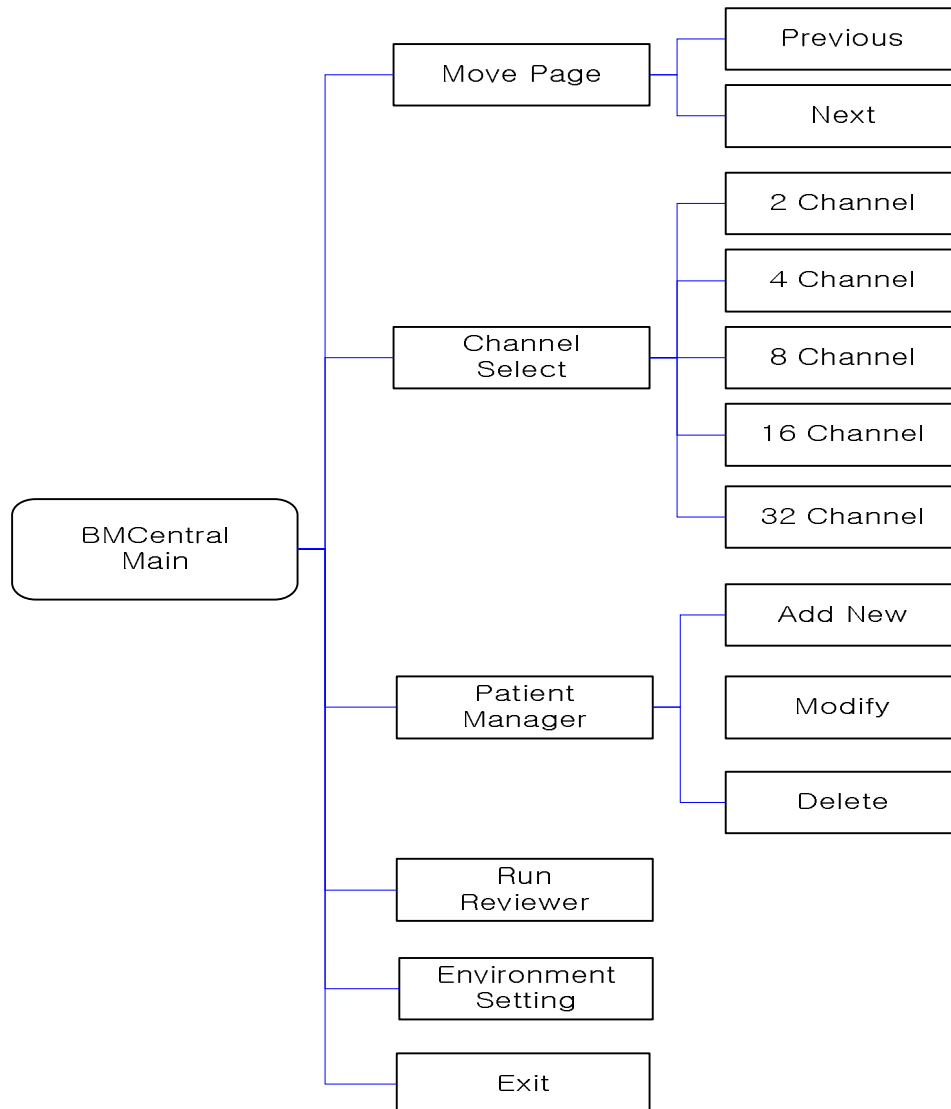 BMCentral
Main
Move Page
Previous
Next
Channel
Select
2 Channel
4 Channel
8 Channel
16 Channel
32 Channel
Patient
Manager
Add New
Modify
Delete
Run
Reviewer
Environment
Setting
Exit